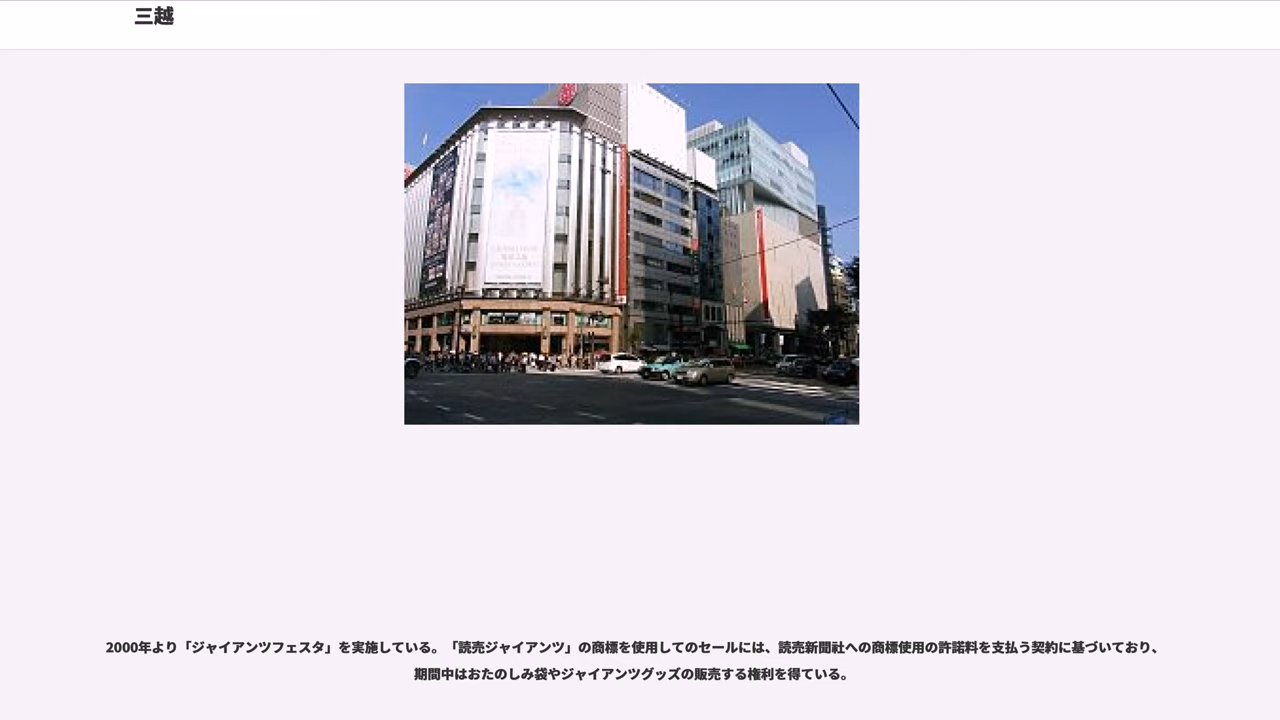 三越
2000年より「ジャイアンツフェスタ」を実施している。「読売ジャイアンツ」の商標を使用してのセールには、読売新聞社への商標使用の許諾料を支払う契約に基づいており、
期間中はおたのしみ袋やジャイアンツグッズの販売する権利を得ている。